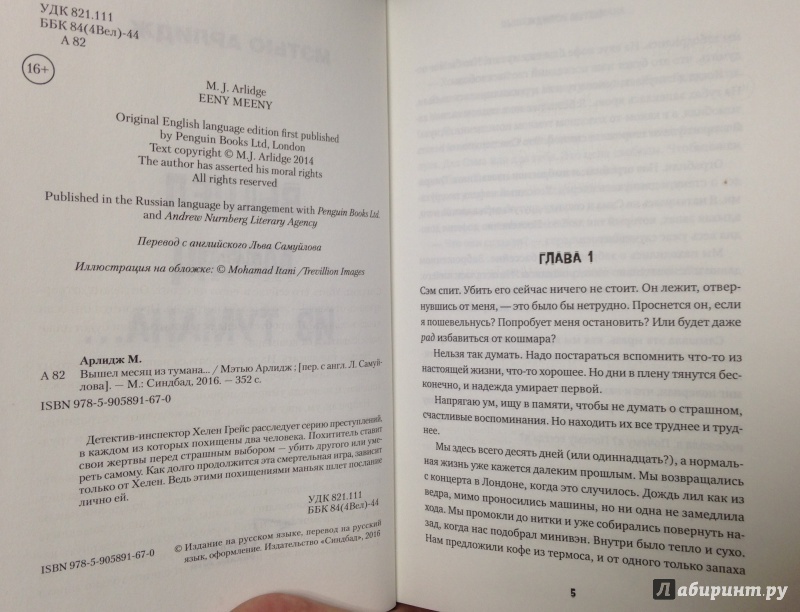 УДК 821.111
ББК 84(4Вел)-44
А 82
16+
M. J. Arlidge
EENY MEENY
Original English language edition first published
by Penguin Books Ltd, London
Text copyright © M.J. Arlidge 2014
The author has asserted his moral rights
All rights reserved
Published in the Russian language by arrangement with Penguin Books Ltd.
and Andrew Nurnberg Literary Agency
Перевод с английского Льва Самуйлова
Иллюстрация на обложке: © Mohamad Itani /Trevillion Images
Арлидж М.
А 82 Вышел месяц из тумана... / Мэтью Арлидж ; [пер. с англ. Л. Самуй-
лова]. — М.: Синдбад, 2016. — 352 с.
ISBN 978-5-905891-67-0
Детектив-инспектор Хелен Грейс расследует серию преступлений,
в каждом из которых похищены два человека. Похититель ставит
свои жертвы перед страшным выбором — убить другого или уме-
реть самому. Как долго продолжится эта смертельная игра, зависит
только от Хелен. Ведь этими похищениями маньяк шлет послание
лично ей.
УДК 821.111
ББК 84(4Вел)-44
ISBN 978-5-905891-67-0
© Издание на русском языке, перевод на русский
язык, оформление. Издательство «Синдбад», 2016
ГЛАВА 1
Сэм спит. Убить его сейчас ничего не стоит. Он лежит, отвер-
нувшись от меня, — это было бы нетрудно. Проснется он, если
я пошевельнусь? Попробует меня остановить? Или будет даже
рад избавиться от кошмара?
Нельзя так думать. Надо постараться вспомнить что-то из
настоящей жизни, что-то хорошее. Но дни в плену тянутся бес-
конечно, и надежда умирает первой.
Напрягаю ум, ищу в памяти, чтобы не думать о страшном,
счастливые воспоминания. Но находить их все труднее и труд-
нее.
Мы здесь всего десять дней (или одиннадцать?), а нормаль-
ная жизнь уже кажется далеким прошлым. Мы возвращались
с концерта в Лондоне, когда это случилось. Дождь лил как из
ведра, мимо проносились машины, но ни одна не замедлила
хода. Мы промокли до нитки и уже собирались повернуть на-
зад, когда нас подобрал минивэн. Внутри было тепло и сухо.
Нам предложили кофе из термоса, и от одного только запаха
5
Лабиринт.ру